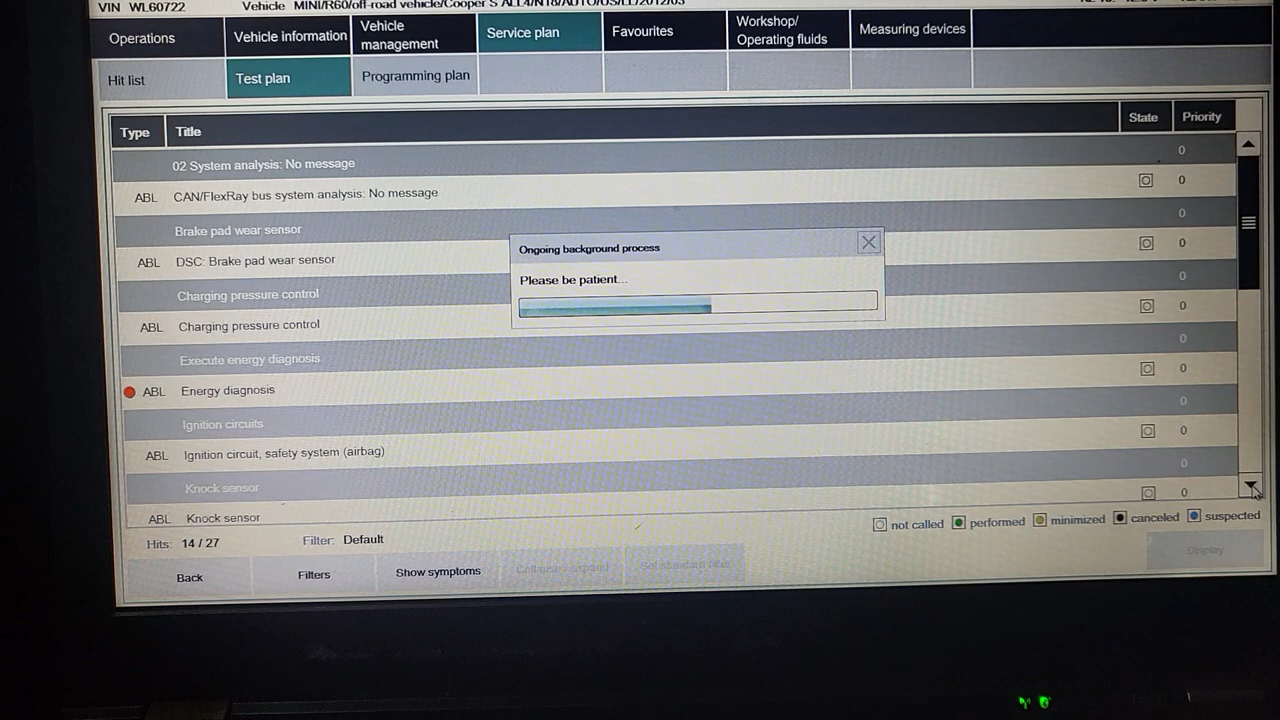 VIN WL60722 Vehicle MINI/R60/off-road vehicle/Cooper S ALL4/N18/AUTO/US/LL/2012/03
Operations Vehicle information Vehicle management Service plan Favourites Workshop/ Operating fluids Measuring devices
Hit list Test plan Programming plan
Type Title State Priority
02 System analysis: No message 0
ABL CAN/FlexRay bus system analysis: No message 0
Brake pad wear sensor 0
ABL DSC: Brake pad wear sensor 0
Charging pressure control 0
ABL Charging pressure control 0
Execute energy diagnosis 0
ABL Energy diagnosis 0
Ignition circuits 0
ABL Ignition circuit, safety system (airbag) 0
Knock sensor 0
ABL Knock sensor 0
Ongoing background process
Please be patient...
not called performed minimized canceled suspected
Hits: 14 / 27 Filter: Default
Back Filters Show symptoms Collapse / expand Set standard filter Display